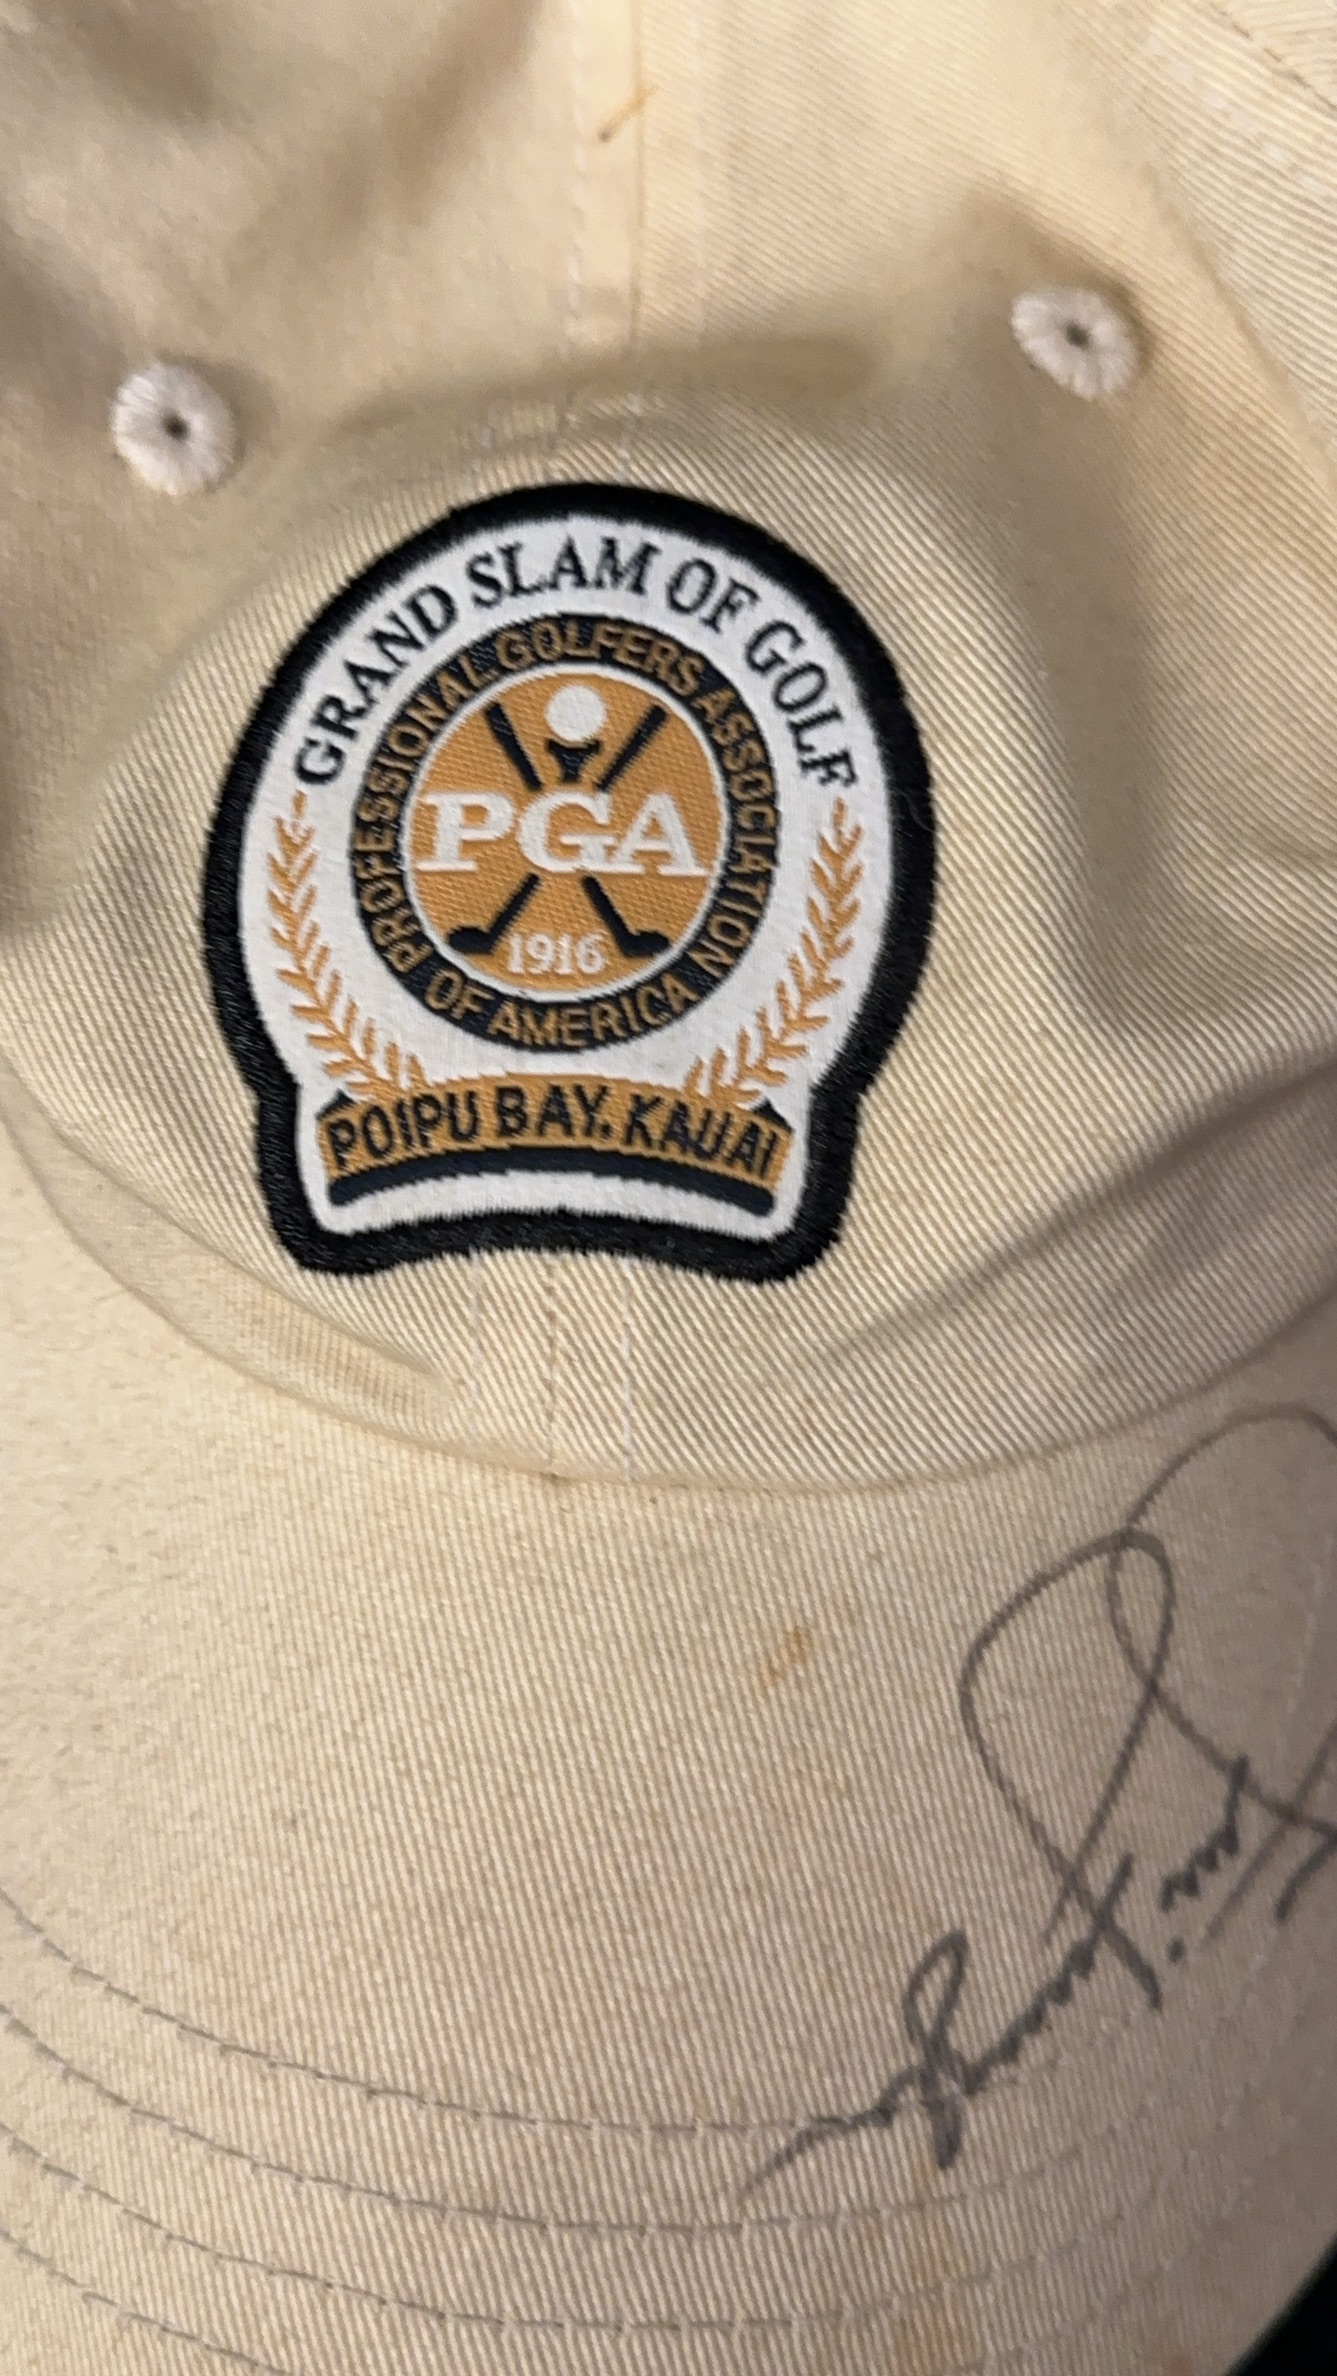 GRAND SLAM OF GOLF
PROFESSIONAL GOLFERS ASSOCIATION
OF AMERICA
PGA
1916
POIPU BAY, KAUAI